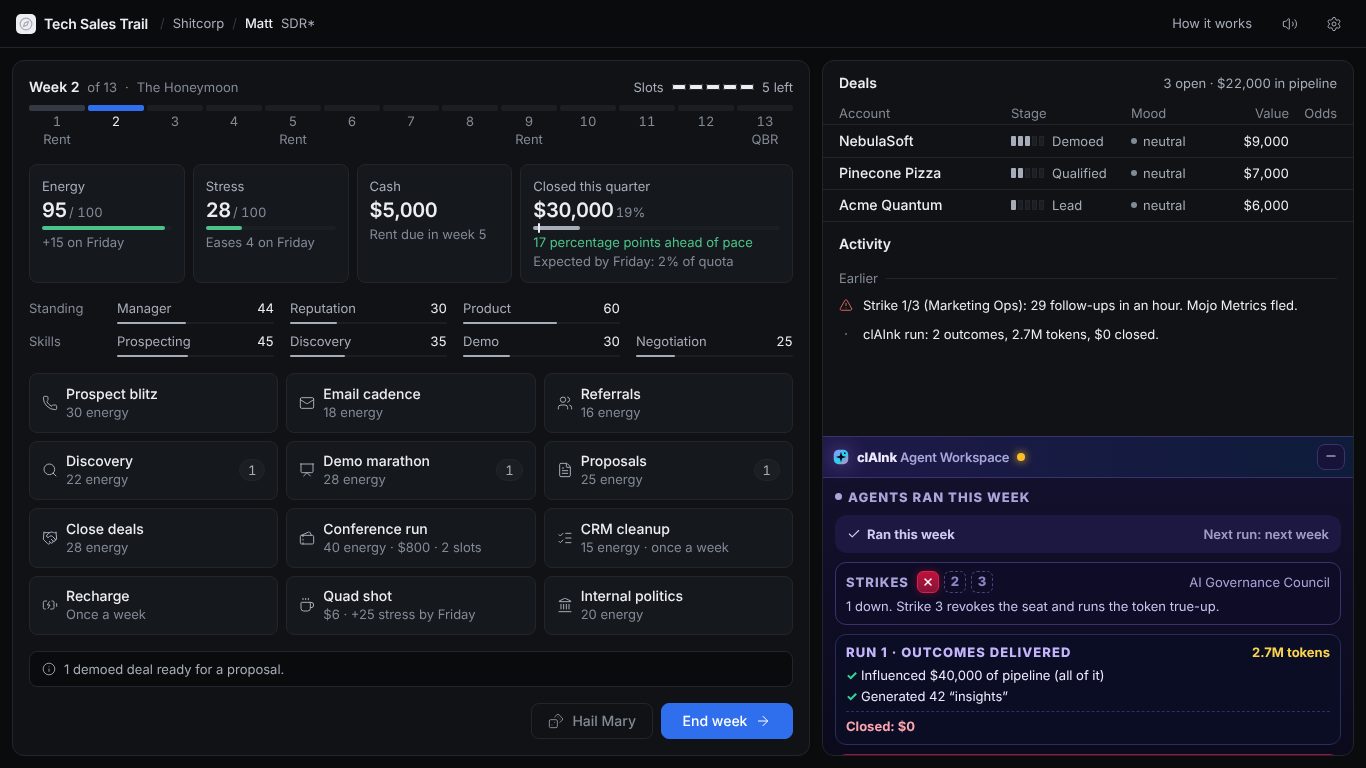 Tech Sales Trail / Shitcorp / Matt SDR*
How it works
Week 2 of 13 · The Honeymoon
Slots 5 left
1 2 3 4 5 6 7 8 9 10 11 12 13
Rent Rent Rent QBR
Energy
95 / 100
+15 on Friday
Stress
28 / 100
Eases 4 on Friday
Cash
$5,000
Rent due in week 5
Closed this quarter
$30,000 19%
17 percentage points ahead of pace
Expected by Friday: 2% of quota
Standing Manager 44 Reputation 30 Product 60
Skills Prospecting 45 Discovery 35 Demo 30 Negotiation 25
Prospect blitz
30 energy
Email cadence
18 energy
Referrals
16 energy
Discovery
22 energy
1
Demo marathon
28 energy
1
Proposals
25 energy
1
Close deals
28 energy
Conference run
40 energy · $800 · 2 slots
CRM cleanup
15 energy · once a week
Recharge
Once a week
Quad shot
$6 · +25 stress by Friday
Internal politics
20 energy
1 demoed deal ready for a proposal.
Hail Mary
End week
Deals
3 open · $22,000 in pipeline
Account Stage Mood Value Odds
NebulaSoft Demoed neutral $9,000
Pinecone Pizza Qualified neutral $7,000
Acme Quantum Lead neutral $6,000
Activity
Earlier
Strike 1/3 (Marketing Ops): 29 follow-ups in an hour. Mojo Metrics fled.
· clAInk run: 2 outcomes, 2.7M tokens, $0 closed.
clAInk Agent Workspace
AGENTS RAN THIS WEEK
Ran this week
Next run: next week
STRIKES 2 3
AI Governance Council
1 down. Strike 3 revokes the seat and runs the token true-up.
RUN 1 · OUTCOMES DELIVERED
2.7M tokens
Influenced $40,000 of pipeline (all of it)
Generated 42 “insights”
Closed: $0